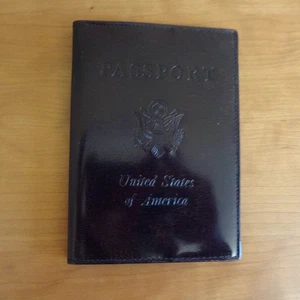 PASSPORT
United States
of America